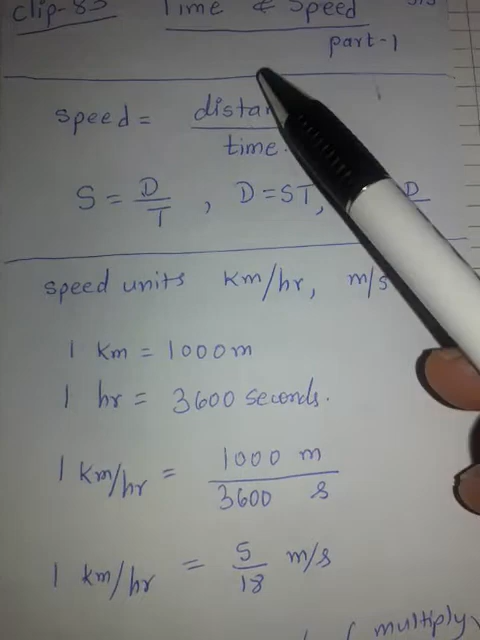 clip-83 Time & Speed
part-1
speed = distan
time.
S = D/T , D = ST, D
speed units km/hr, m/s
1 km = 1000m
1 hr = 3600 seconds.
1 km/hr = 1000 m / 3600 s
1 km/hr = 5/18 m/s
( multiply